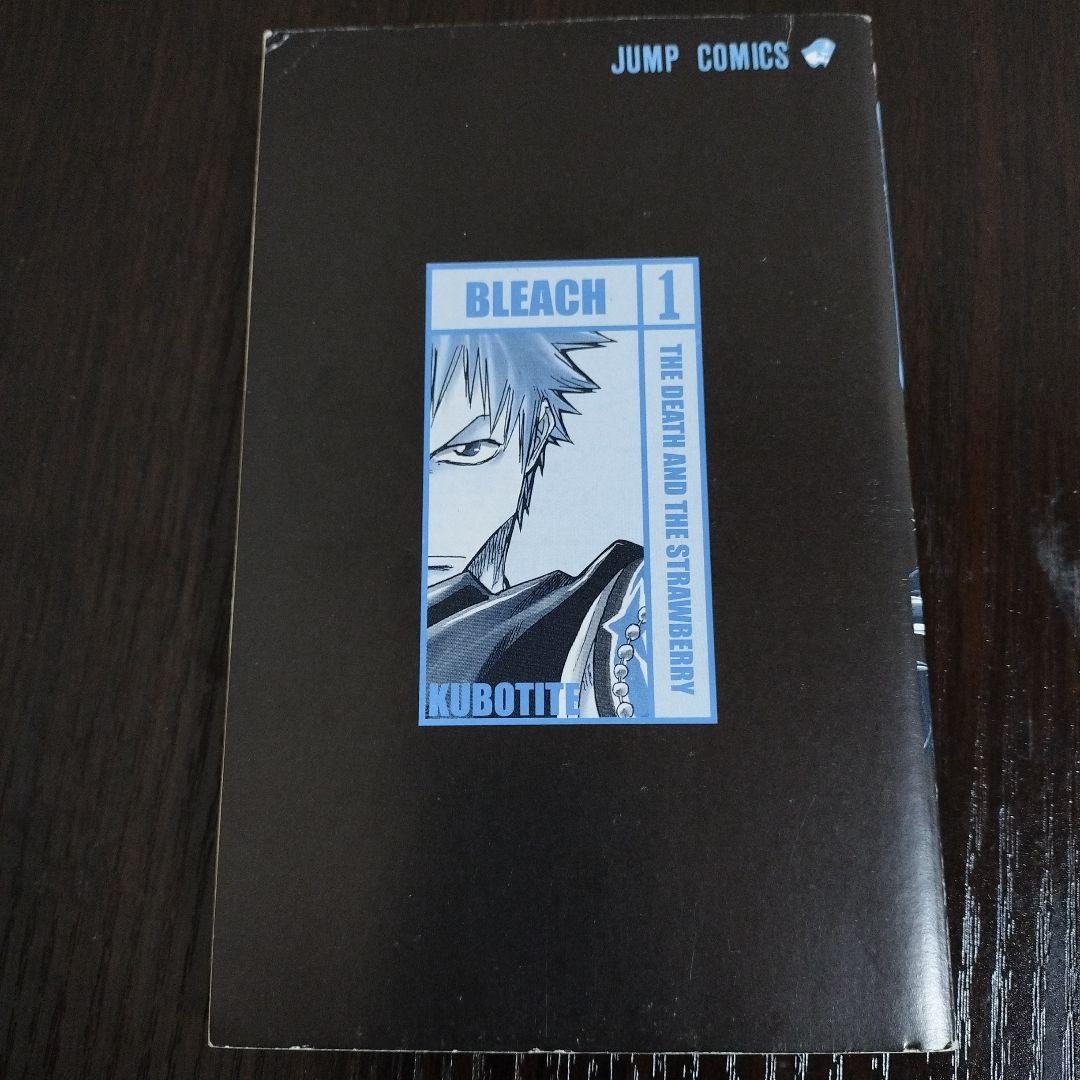 JUMP COMICS
BLEACH
1
THE DEATH AND THE STRAWBERRY
KUBOTITE